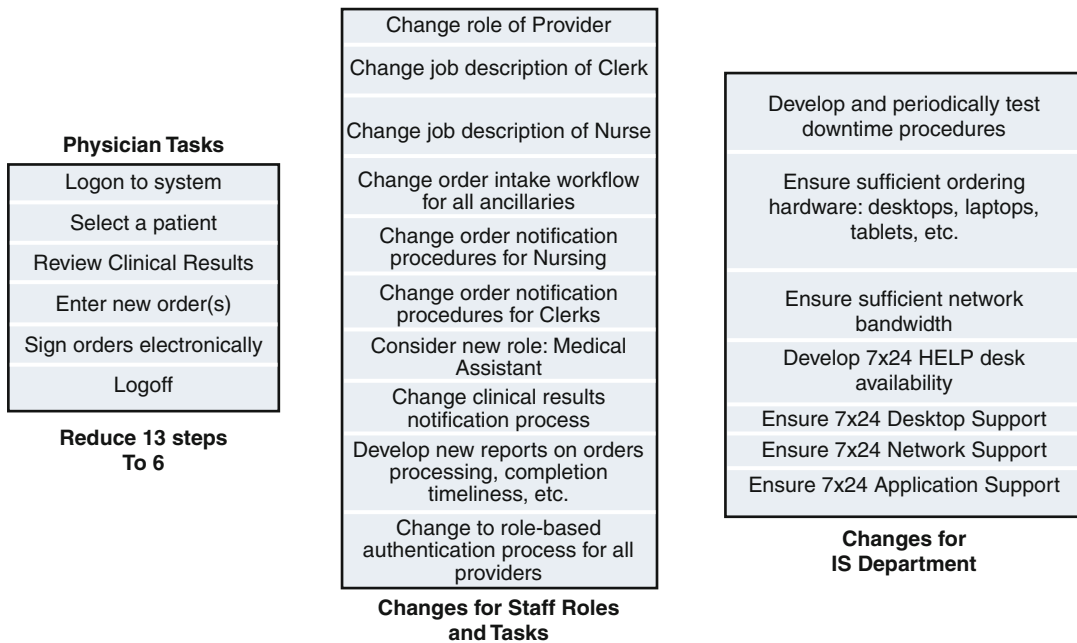 Physician Tasks
Logon to system
Select a patient
Review Clinical Results
Enter new order(s)
Sign orders electronically
Logoff
Reduce 13 steps
To 6
Change role of Provider
Change job description of Clerk
Change job description of Nurse
Change order intake workflow
for all ancillaries
Change order notification
procedures for Nursing
Change order notification
procedures for Clerks
Consider new role: Medical
Assistant
Change clinical results
notification process
Develop new reports on orders
processing, completion
timeliness, etc.
Change to role-based
authentication process for all
providers
Changes for Staff Roles
and Tasks
Develop and periodically test
downtime procedures
Ensure sufficient ordering
hardware: desktops, laptops,
tablets, etc.
Ensure sufficient network
bandwidth
Develop 7x24 HELP desk
availability
Ensure 7x24 Desktop Support
Ensure 7x24 Network Support
Ensure 7x24 Application Support
Changes for
IS Department